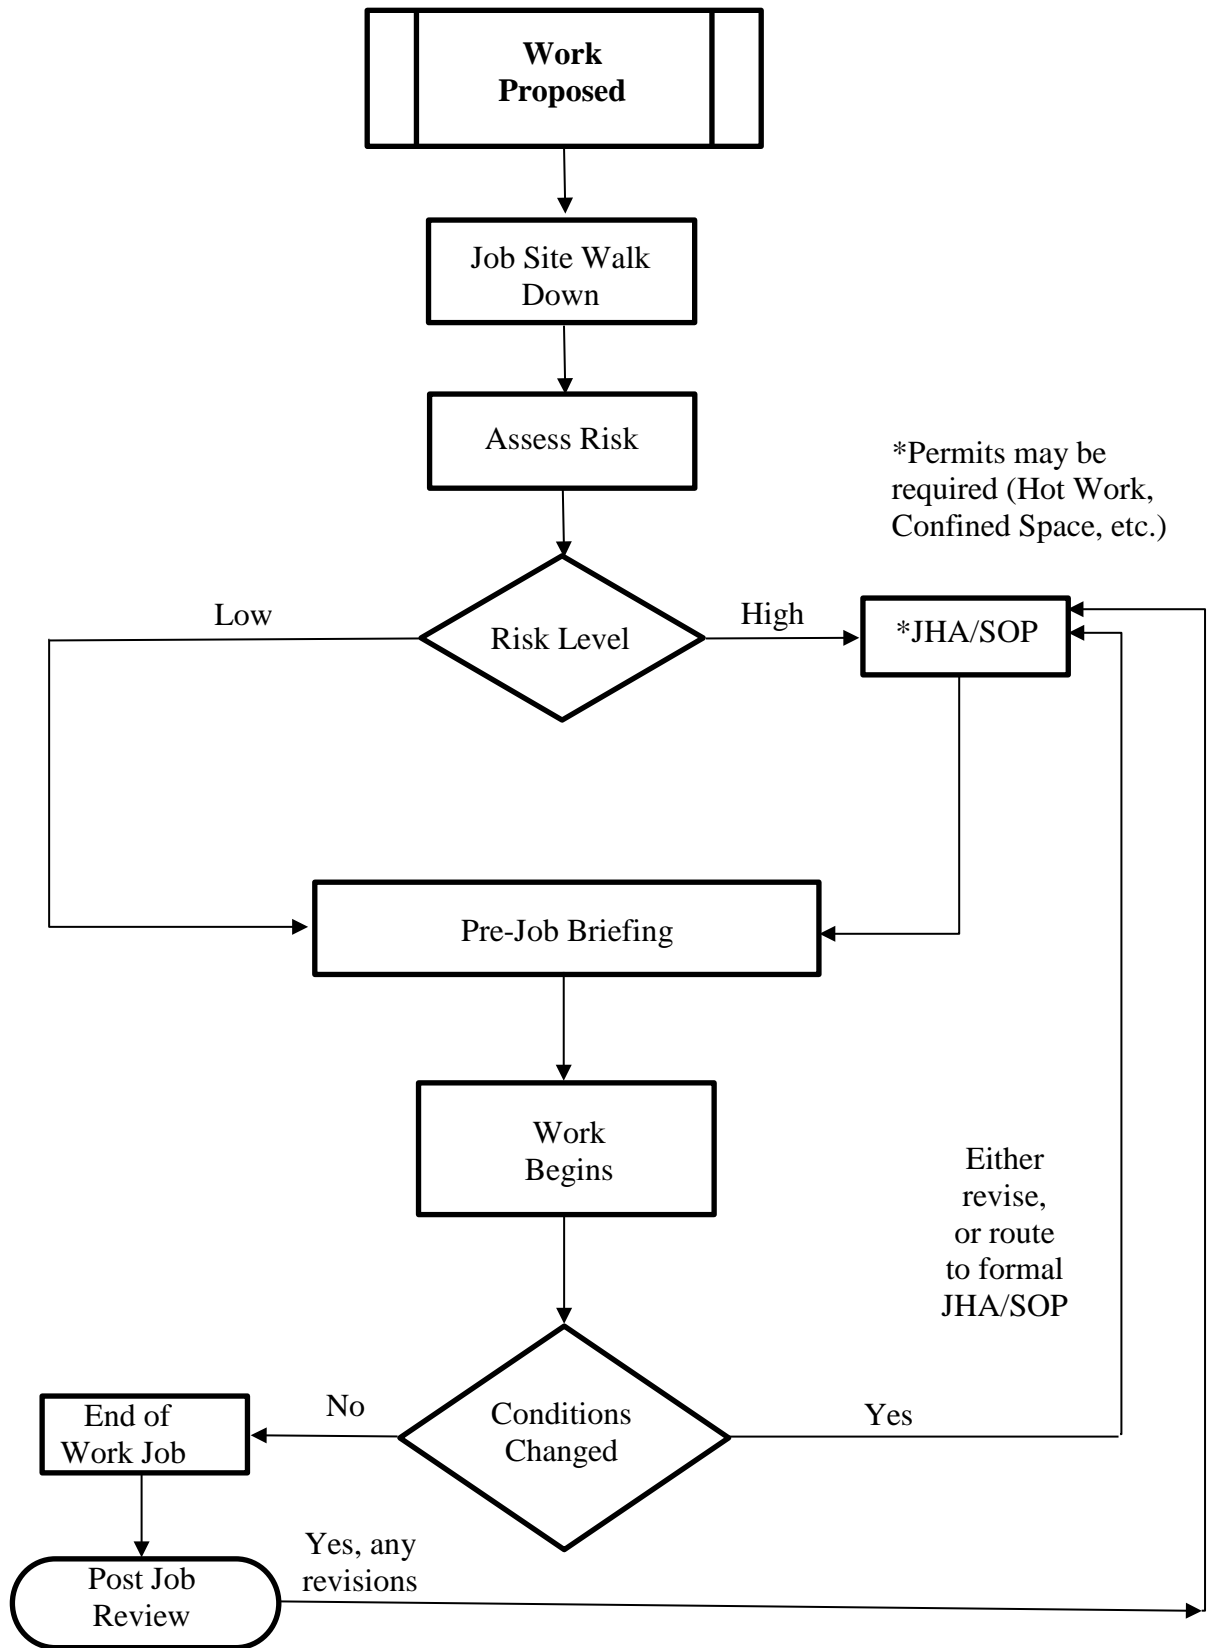 Work
Proposed
Job Site Walk
Down
Assess Risk
*Permits may be
required (Hot Work,
Confined Space, etc.)
Low
Risk Level
High
*JHA/SOP
Pre-Job Briefing
Work
Begins
Either
revise,
or route
to formal
JHA/SOP
Conditions
Changed
No
Yes
End of
Work Job
Post Job
Review
Yes, any
revisions